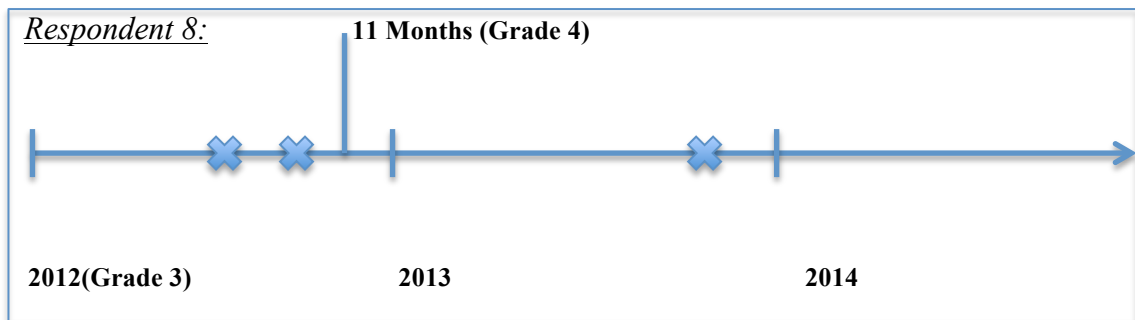 Respondent 8:
11 Months (Grade 4)
2012(Grade 3)
2013
2014